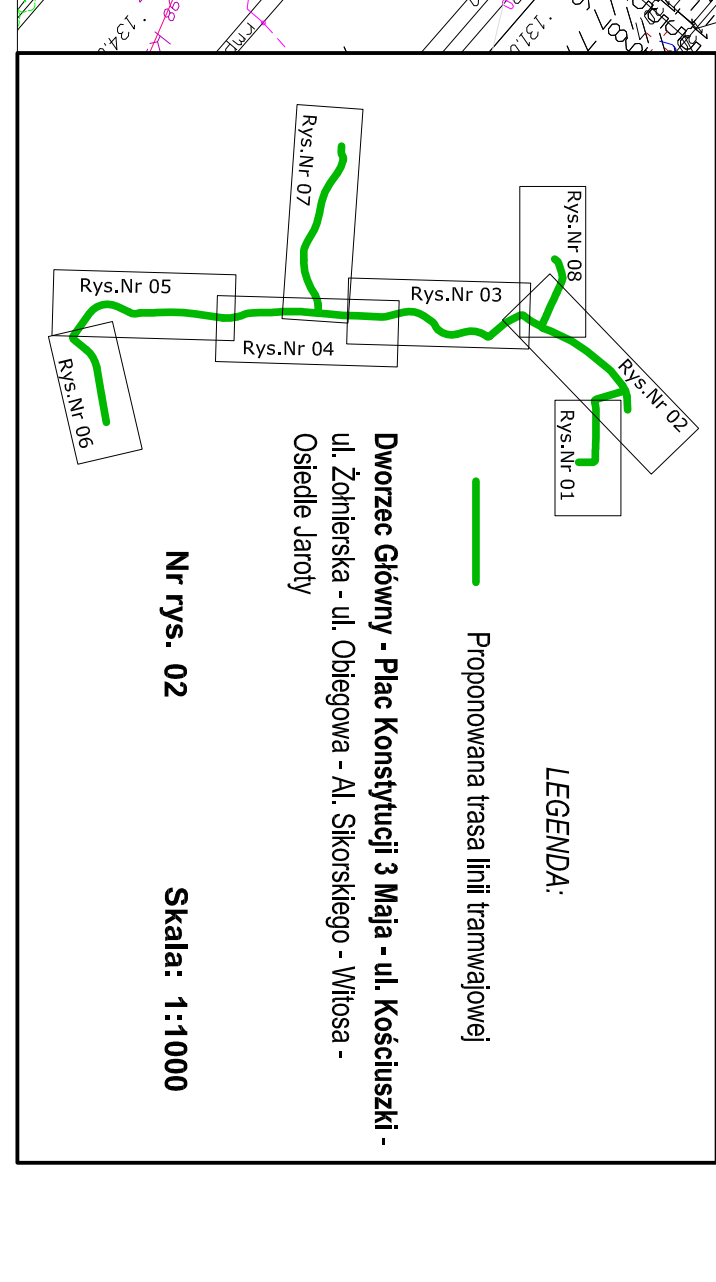 Rys.Nr 01
Rys.Nr 02
Rys.Nr 03
Rys.Nr 04
Rys.Nr 05
Rys.Nr 06
Rys.Nr 07
Rys.Nr 08
LEGENDA:
Proponowana trasa linii tramwajowej
Dworzec Główny - Plac Konstytucji 3 Maja - ul. Kościuszki -
ul. Żołnierska - ul. Obiegowa - Al. Sikorskiego - Witosa -
Osiedle Jaroty
Nr rys. 02
Skala: 1:1000